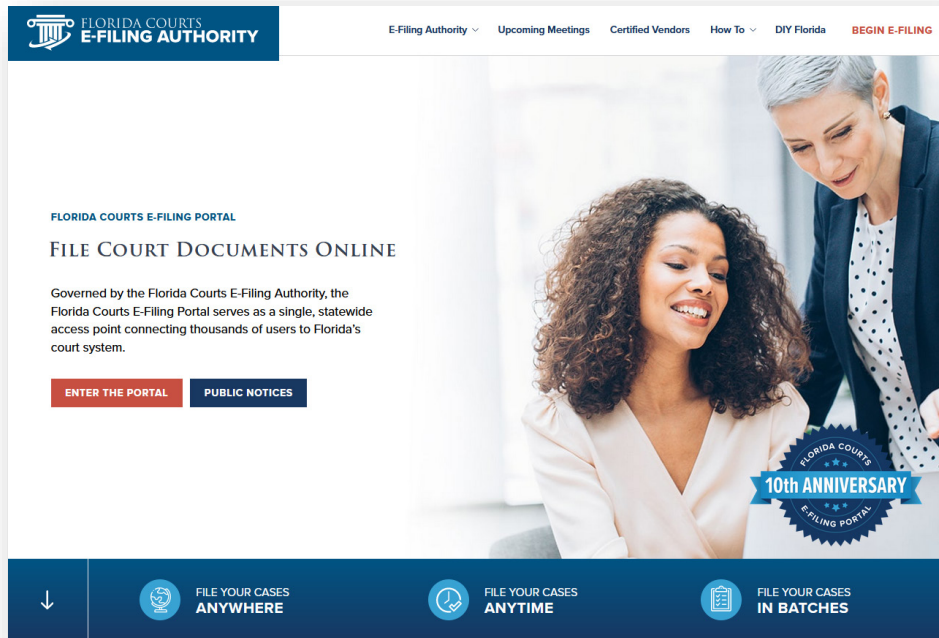 FLORIDA COURTS
E-FILING AUTHORITY
E-Filing Authority
Upcoming Meetings
Certified Vendors
How To
DIY Florida
BEGIN E-FILING
FLORIDA COURTS E-FILING PORTAL
FILE COURT DOCUMENTS ONLINE
Governed by the Florida Courts E-Filing Authority, the
Florida Courts E-Filing Portal serves as a single, statewide
access point connecting thousands of users to Florida's
court system.
ENTER THE PORTAL
PUBLIC NOTICES
FLORIDA COURTS
10th ANNIVERSARY
E-FILING PORTAL
FILE YOUR CASES
ANYWHERE
FILE YOUR CASES
ANYTIME
FILE YOUR CASES
IN BATCHES